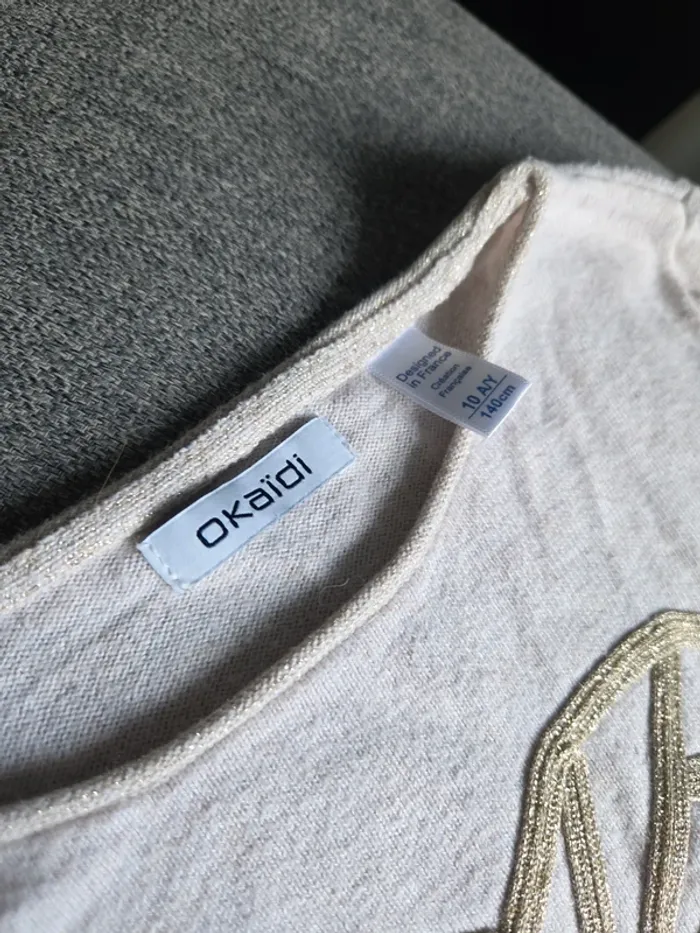 okaïdi
Designed
in France
Création
Française
10 A/Y
140cm